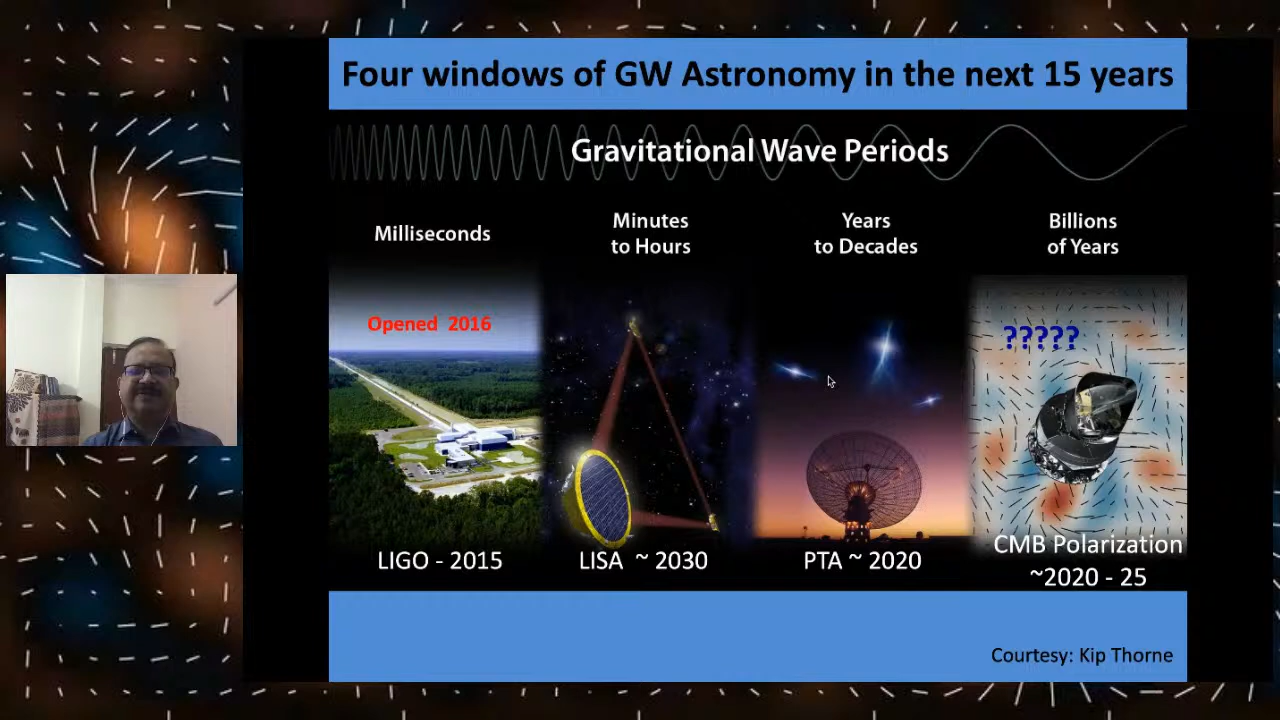 Four windows of GW Astronomy in the next 15 years
Gravitational Wave Periods
Milliseconds
Minutes
to Hours
Years
to Decades
Billions
of Years
Opened 2016
?????
LIGO - 2015
LISA ~ 2030
PTA ~ 2020
CMB Polarization
~2020 - 25
Courtesy: Kip Thorne